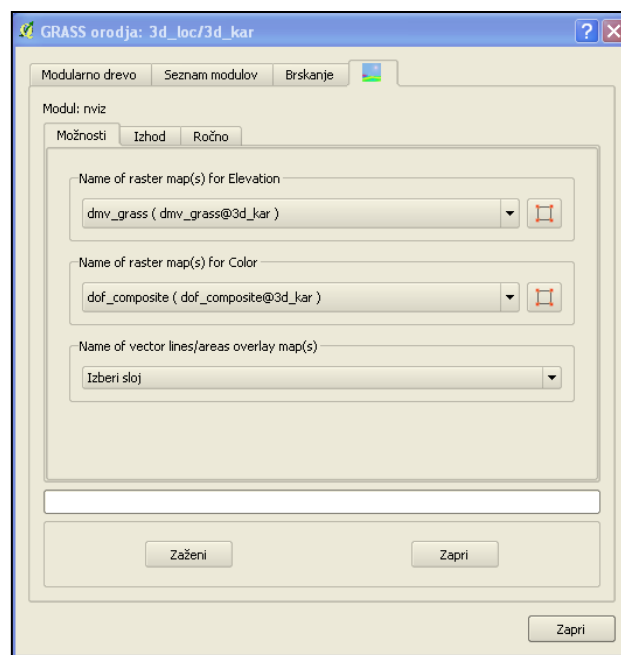 GRASS orodja: 3d_loc/3d_kar
Modularno drevo Seznam modulov Brskanje
Modul: nviz
Možnosti Izhod Ročno
Name of raster map(s) for Elevation
dmv_grass ( dmv_grass@3d_kar )
Name of raster map(s) for Color
dof_composite ( dof_composite@3d_kar )
Name of vector lines/areas overlay map(s)
Izberi sloj
Zaženi Zapri
Zapri